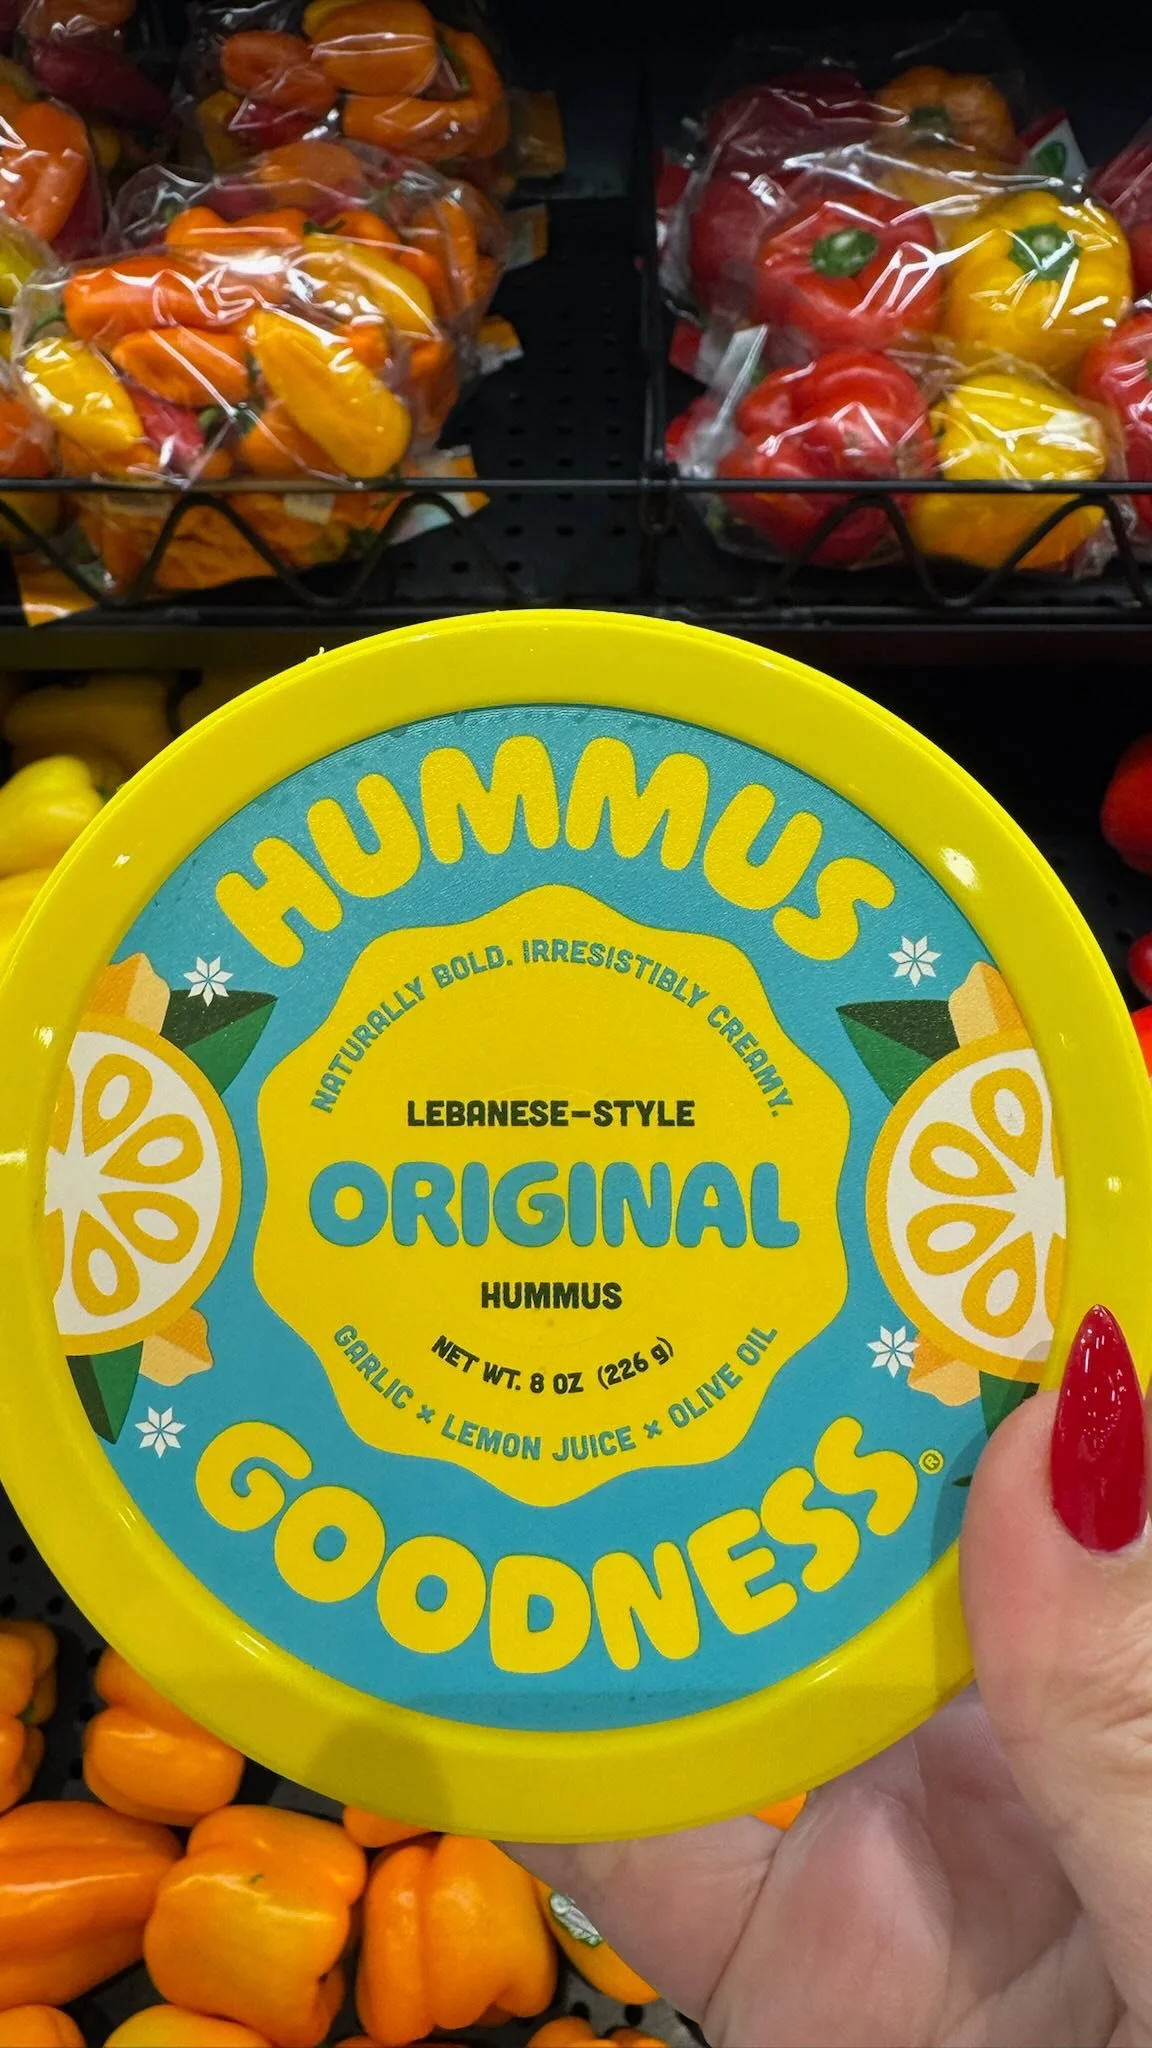 HUMMUS
NATURALLY BOLD. IRRESISTIBLY CREAMY.
LEBANESE-STYLE
ORIGINAL
HUMMUS
NET WT. 8 OZ (226 g)
GARLIC × LEMON JUICE × OLIVE OIL
GOODNESS®